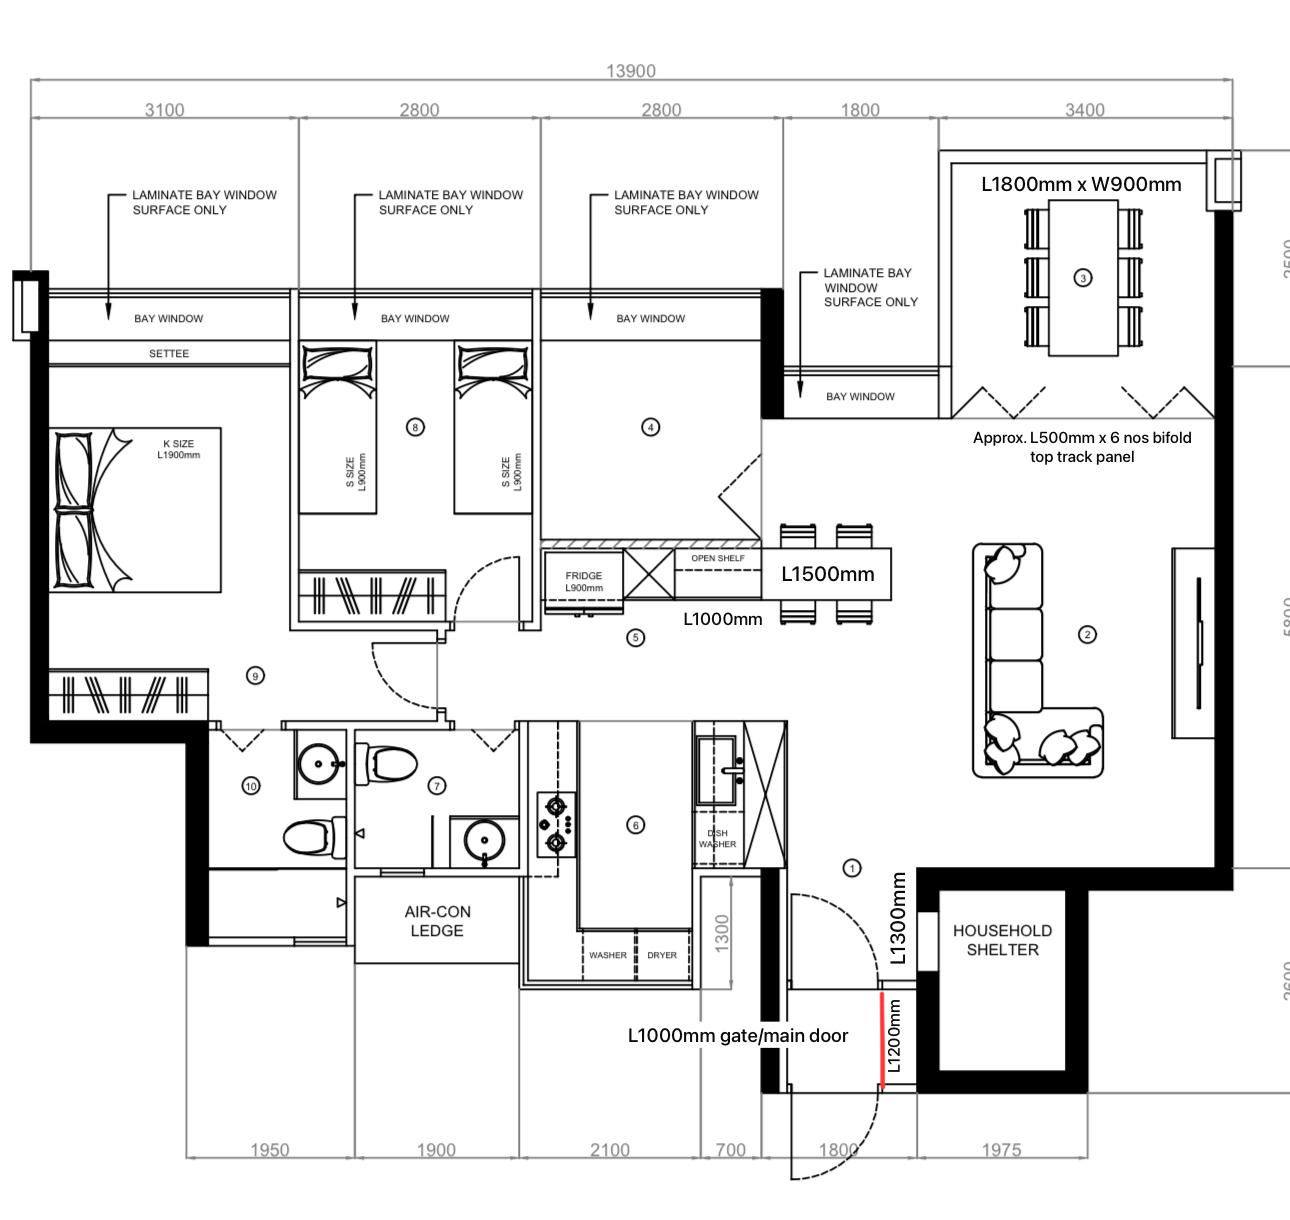 13900
3100
2800
2800
1800
3400
LAMINATE BAY WINDOW
SURFACE ONLY
LAMINATE BAY WINDOW
SURFACE ONLY
LAMINATE BAY WINDOW
SURFACE ONLY
L1800mm x W900mm
LAMINATE BAY
WINDOW
SURFACE ONLY
3
BAY WINDOW
BAY WINDOW
BAY WINDOW
SETTEE
BAY WINDOW
8
4
K SIZE
L1900mm
S SIZE
L900mm
S SIZE
L900mm
Approx. L500mm x 6 nos bifold
top track panel
OPEN SHELF
FRIDGE
L900mm
L1500mm
L1000mm
5
2
9
10
7
6
DISH
WASHER
1
L1300mm
AIR-CON
LEDGE
1300
HOUSEHOLD
SHELTER
WASHER
DRYER
L1000mm gate/main door
L1200mm
1950
1900
2100
700
1800
1975